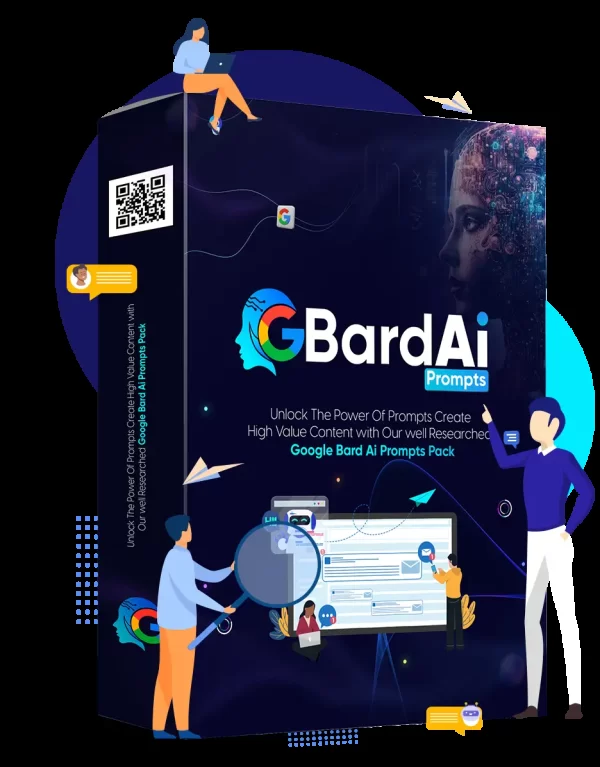 GBardAi
Prompts
Unlock The Power Of Prompts Create
High Value Content with Our well Researched
Google Bard Ai Prompts Pack
Unlock The Power Of Prompts Create High Value Content with
Our well Researched Google Bard Ai Prompts Pack